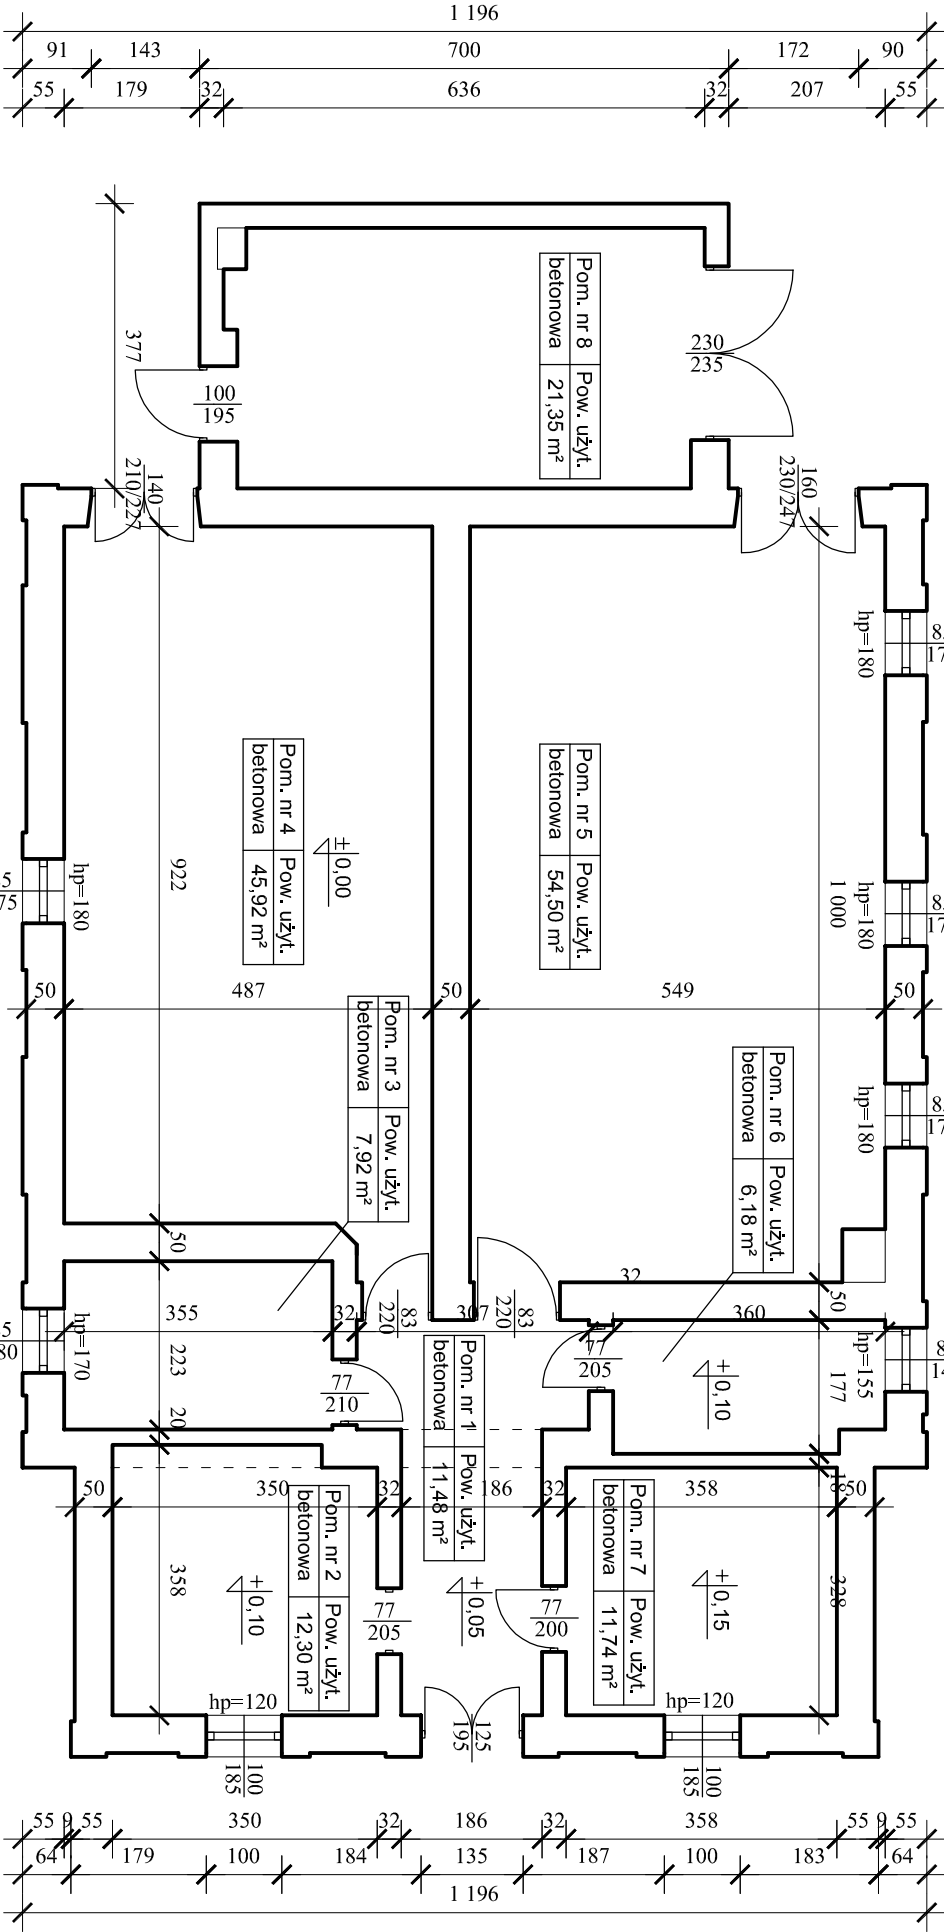 1 196
91 143 700 172 90
55 179 32 636 32 207 55
377
Pom. nr 8 Pow. użyt.
betonowa 21,35 m²
230
235
100
195
140
210/227
160
230/247
hp=180
Pom. nr 4 Pow. użyt.
betonowa 45,92 m²
±0,00
922
hp=180
Pom. nr 5 Pow. użyt.
betonowa 54,50 m²
hp=180
1 000
50 487 50 549 50
Pom. nr 3 Pow. użyt.
betonowa 7,92 m²
Pom. nr 6 Pow. użyt.
betonowa 6,18 m²
hp=180
50
32
50
355 32 307 360
83
220
83
220
hp=170
223
77
210
77
205
+0,10
177
hp=155
20
Pom. nr 1 Pow. użyt.
betonowa 11,48 m²
18
50 350 32 186 32 358 50
Pom. nr 2 Pow. użyt.
betonowa 12,30 m²
Pom. nr 7 Pow. użyt.
betonowa 11,74 m²
358
+0,10
77
205
+0,05
77
200
+0,15
328
hp=120
hp=120
100
185
125
195
100
185
55 9 55 350 32 186 32 358 55 9 55
64 179 100 184 135 187 100 183 64
1 196